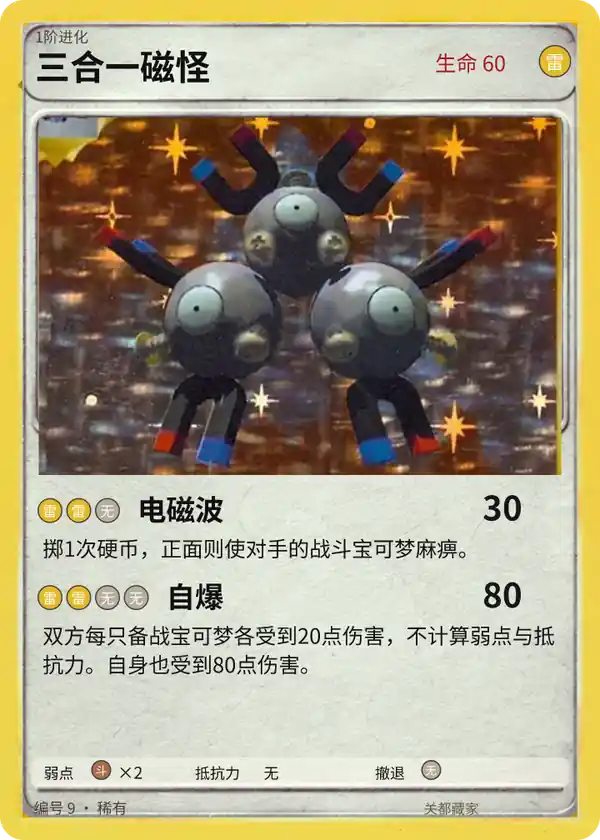 1阶进化
三合一磁怪 生命 60 雷
雷 雷 无 电磁波 30
掷1次硬币，正面则使对手的战斗宝可梦麻痹。
雷 雷 无 无 自爆 80
双方每只备战宝可梦各受到20点伤害，不计算弱点与抵
抗力。自身也受到80点伤害。
弱点 斗 ×2 抵抗力 无 撤退 无
编号 9 · 稀有 关都藏家